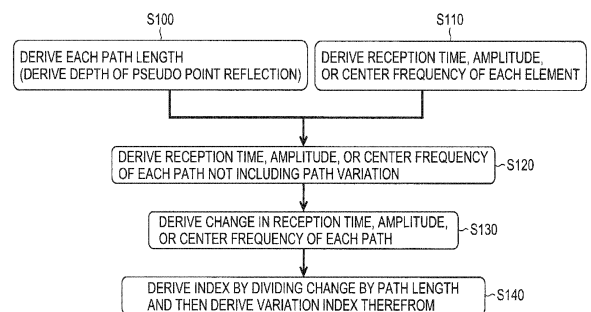 S100
DERIVE EACH PATH LENGTH
(DERIVE DEPTH OF PSEUDO POINT REFLECTION)
S110
DERIVE RECEPTION TIME, AMPLITUDE,
OR CENTER FREQUENCY OF EACH ELEMENT
DERIVE RECEPTION TIME, AMPLITUDE, OR CENTER FREQUENCY
OF EACH PATH NOT INCLUDING PATH VARIATION
S120
DERIVE CHANGE IN RECEPTION TIME, AMPLITUDE,
OR CENTER FREQUENCY OF EACH PATH
S130
DERIVE INDEX BY DIVIDING CHANGE BY PATH LENGTH
AND THEN DERIVE VARIATION INDEX THEREFROM
S140